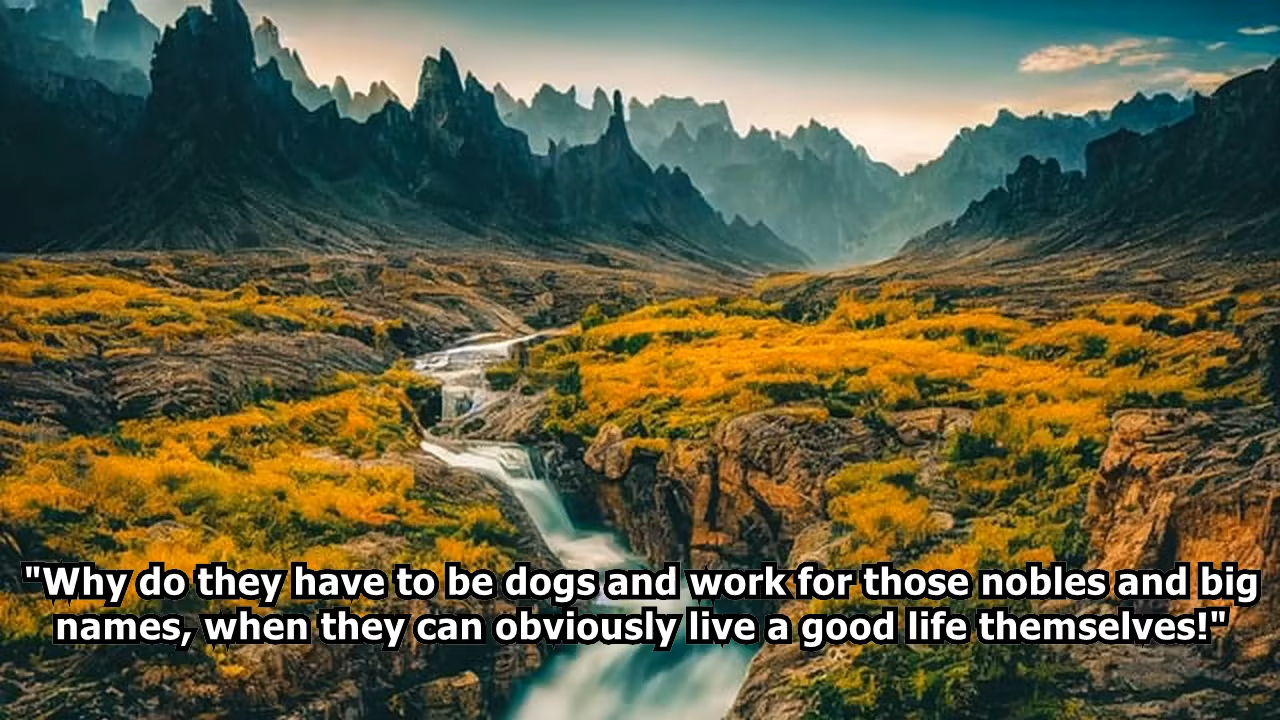 "Why do they have to be dogs and work for those nobles and big
names, when they can obviously live a good life themselves!"